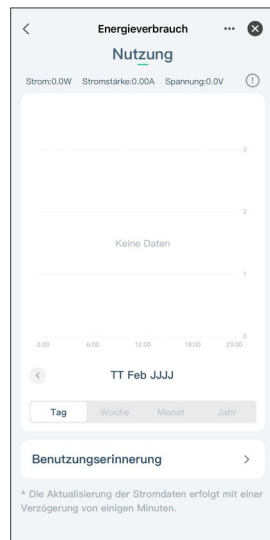 Energieverbrauch
Nutzung
Strom:0.0W Stromstärke:0.00A Spannung:0.0V
3
2
Keine Daten
1
0
0:00 6:00 12:00 18:00 23:00
TT Feb JJJJ
Tag Woche Monat Jahr
Benutzungserinnerung
* Die Aktualisierung der Stromdaten erfolgt mit einer
Verzögerung von einigen Minuten.